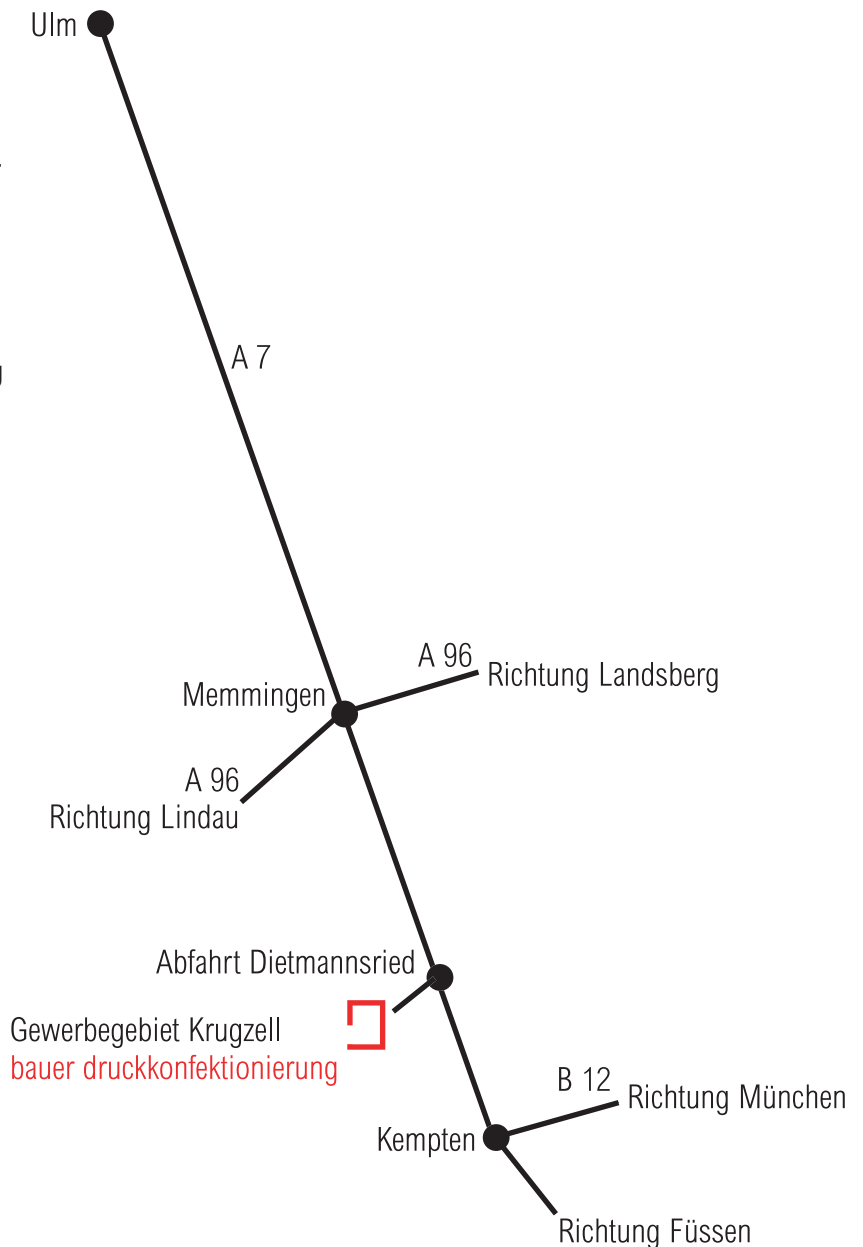 Ulm
A 7
A 96
Richtung Landsberg
Memmingen
A 96
Richtung Lindau
Abfahrt Dietmannsried
Gewerbegebiet Krugzell
bauer druckkonfektionierung
B 12
Richtung München
Kempten
Richtung Füssen